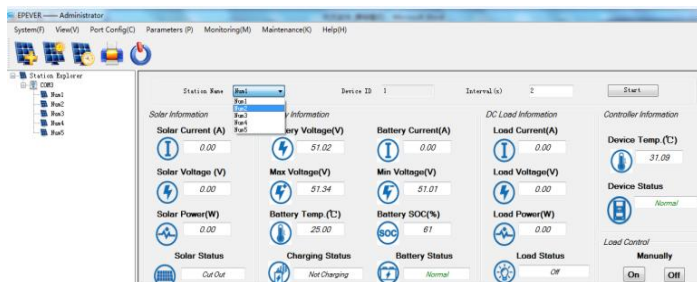 EPEVER —— Administrator
System(F) View(V) Port Config(C) Parameters (P) Monitoring(M) Maintenance(K) Help(H)
Station Explorer
COM3
Num1
Num2
Num3
Num4
Num5
Station Name Num1 Device ID 1 Interval(s) 2 Start
Num1
Num2
Num3
Num4
Num5
Solar Information y Information DC Load Information Controller Information
Solar Current (A) ery Voltage(V) Battery Current(A) Load Current(A)
0.00 51.02 0.00 0.00
Device Temp.(℃)
31.09
Solar Voltage (V) Max Voltage(V) Min Voltage(V) Load Voltage(V)
0.00 51.34 51.01 0.00
Device Status
Normal
Solar Power(W) Battery Temp.(℃) Battery SOC(%) Load Power(W)
0.00 25.00 SOC 61 0.00
Load Control
Solar Status Charging Status Battery Status Load Status Manually
Cut Out Not Charging Normal Off On Off